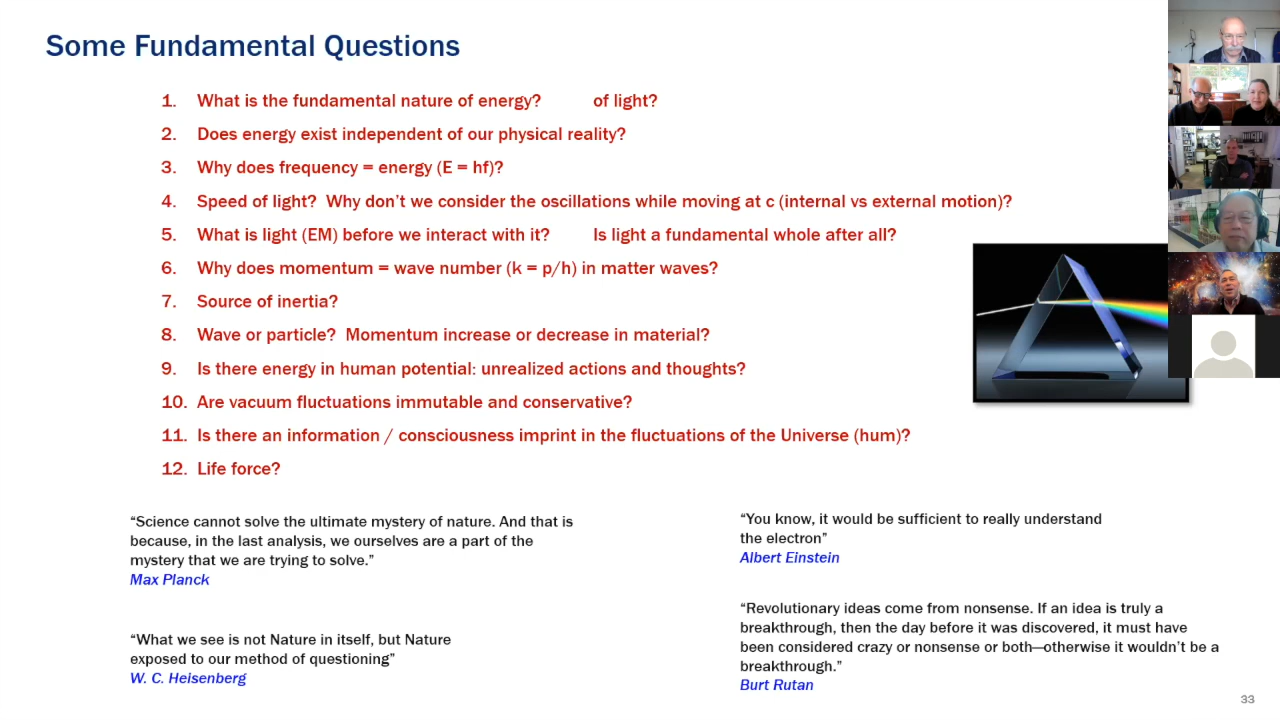 Some Fundamental Questions
1. What is the fundamental nature of energy? of light?
2. Does energy exist independent of our physical reality?
3. Why does frequency = energy (E = hf)?
4. Speed of light? Why don’t we consider the oscillations while moving at c (internal vs external motion)?
5. What is light (EM) before we interact with it? Is light a fundamental whole after all?
6. Why does momentum = wave number (k = p/h) in matter waves?
7. Source of inertia?
8. Wave or particle? Momentum increase or decrease in material?
9. Is there energy in human potential: unrealized actions and thoughts?
10. Are vacuum fluctuations immutable and conservative?
11. Is there an information / consciousness imprint in the fluctuations of the Universe (hum)?
12. Life force?
“Science cannot solve the ultimate mystery of nature. And that is
because, in the last analysis, we ourselves are a part of the
mystery that we are trying to solve.”
Max Planck
“What we see is not Nature in itself, but Nature
exposed to our method of questioning”
W. C. Heisenberg
“You know, it would be sufficient to really understand
the electron”
Albert Einstein
“Revolutionary ideas come from nonsense. If an idea is truly a
breakthrough, then the day before it was discovered, it must have
been considered crazy or nonsense or both—otherwise it wouldn’t be a
breakthrough.”
Burt Rutan
33